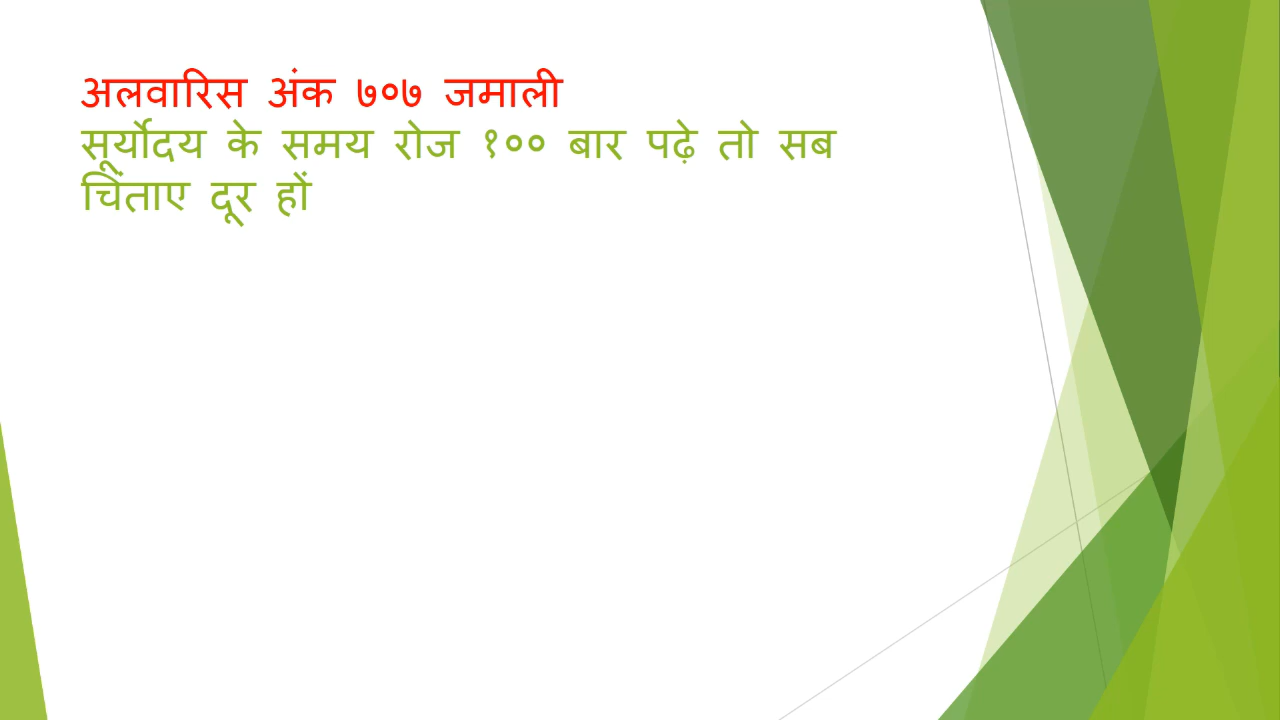 अलवारिस अंक ७०७ जमाली
सूर्योदय के समय रोज १०० बार पढ़े तो सब
चिंताए दूर हों